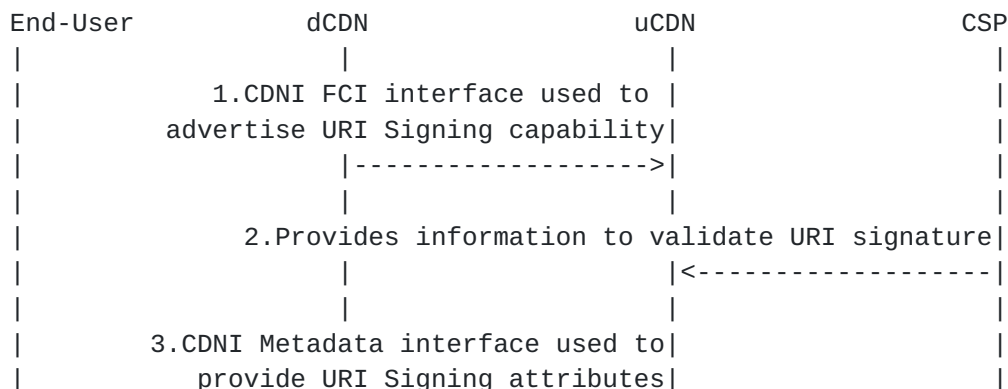 End-User           dCDN                 uCDN                CSP
|                    |                    |                    |
|            1.CDNI FCI interface used to |                    |
|         advertise URI Signing capability|                    |
|                    |------------------->|                    |
|                    |                    |                    |
|              2.Provides information to validate URI signature|
|                    |                    |<-------------------|
|                    |                    |                    |
|        3.CDNI Metadata interface used to|                    |
|           provide URI Signing attributes|                    |